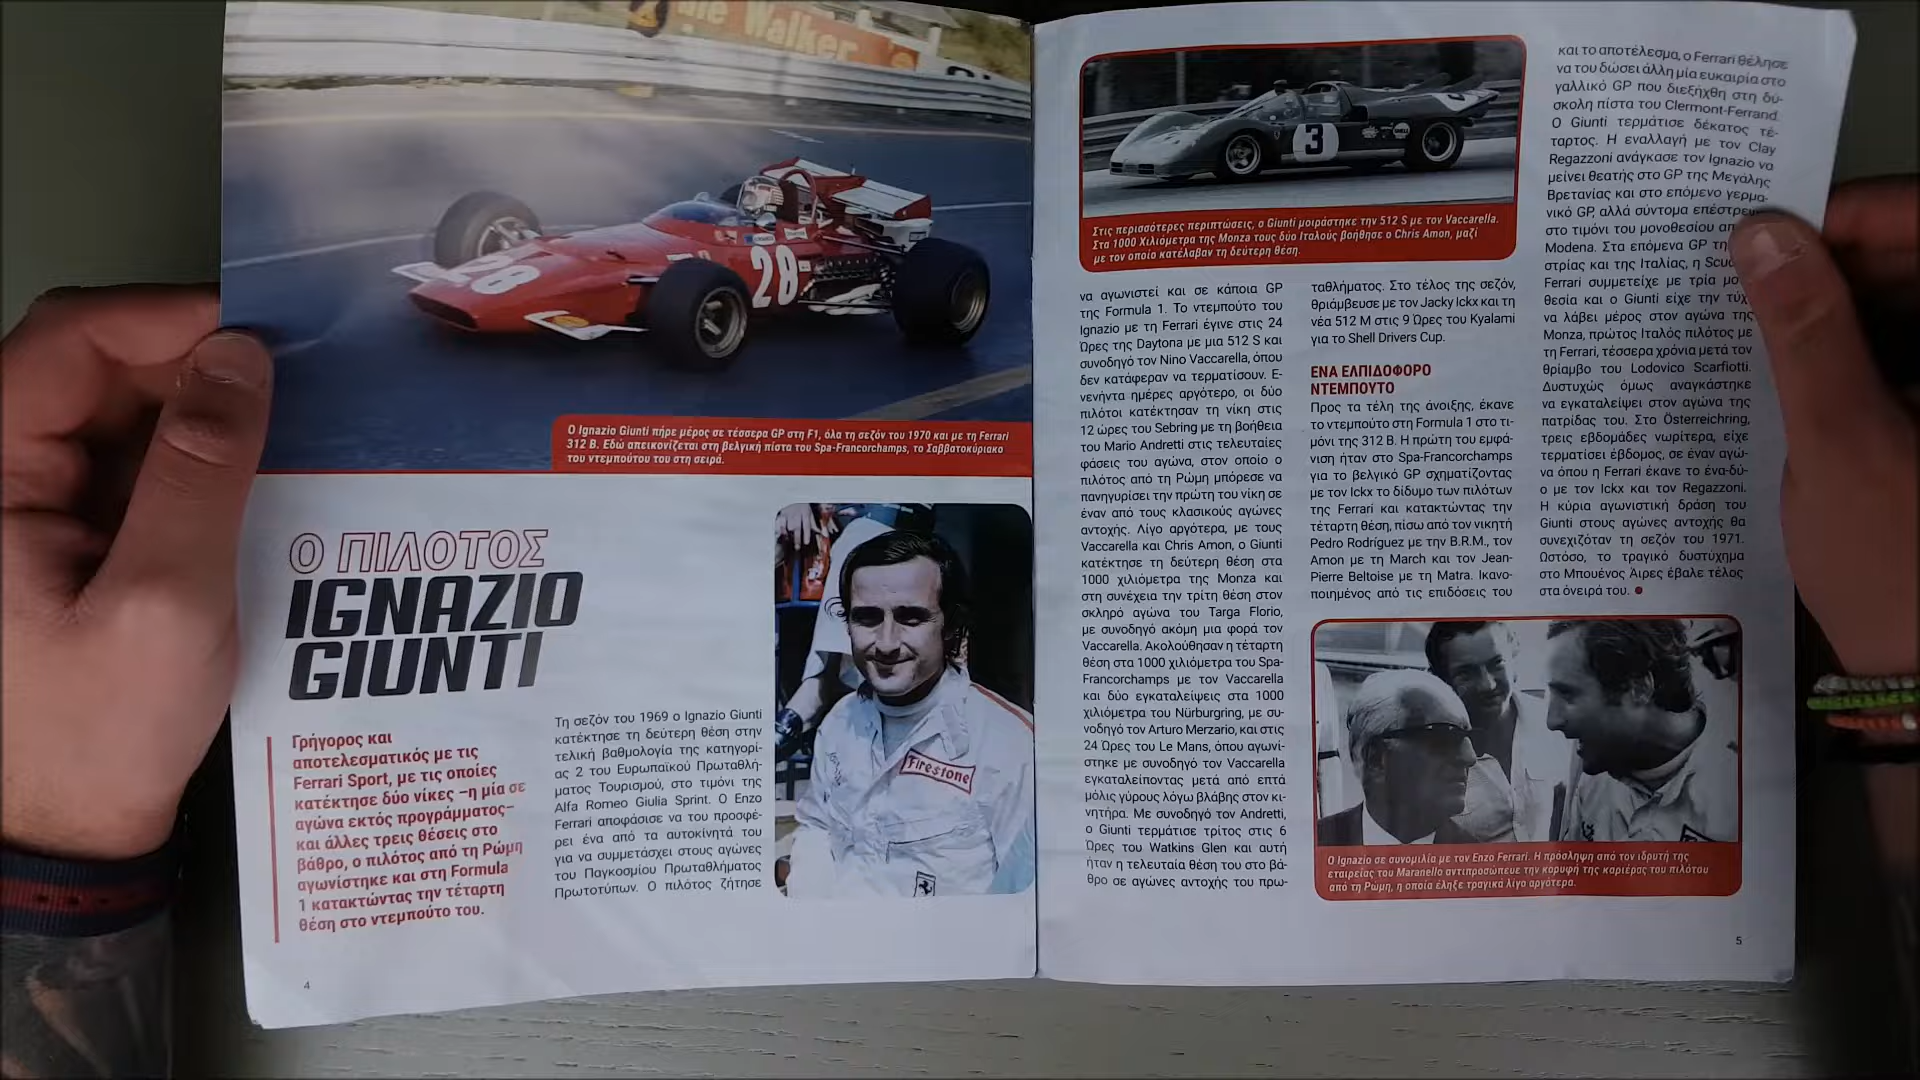 Walker
28
28
Ο Ignazio Giunti πήρε μέρος σε τέσσερα GP στη F1, όλα τη σεζόν του 1970 και με τη Ferrari
312 B. Εδώ απεικονίζεται στη βελγική πίστα του Spa-Francorchamps, το Σαββατοκύριακο
του ντεμπούτου του στη σειρά.
Ο ΠΙΛΟΤΟΣ
IGNAZIO
GIUNTI
Γρήγορος και
αποτελεσματικός με τις
Ferrari Sport, με τις οποίες
κατέκτησε δύο νίκες –η μία σε
αγώνα εκτός προγράμματος–
και άλλες τρεις θέσεις στο
βάθρο, ο πιλότος από τη Ρώμη
αγωνίστηκε και στη Formula
1 κατακτώντας την τέταρτη
θέση στο ντεμπούτο του.
Τη σεζόν του 1969 ο Ignazio Giunti
κατέκτησε τη δεύτερη θέση στην
τελική βαθμολογία της κατηγορί-
ας 2 του Ευρωπαϊκού Πρωταθλή-
ματος Τουρισμού, στο τιμόνι της
Alfa Romeo Giulia Sprint. Ο Enzo
Ferrari αποφάσισε να του προσφέ-
ρει ένα από τα αυτοκίνητά του
για να συμμετάσχει στους αγώνες
του Παγκοσμίου Πρωταθλήματος
Πρωτοτύπων. Ο πιλότος ζήτησε
Firestone
4
3
Στις περισσότερες περιπτώσεις, ο Giunti μοιράστηκε την 512 S με τον Vaccarella.
Στα 1000 Χιλιόμετρα της Monza τους δύο Ιταλούς βοήθησε ο Chris Amon, μαζί
με τον οποίο κατέλαβαν τη δεύτερη θέση.
να αγωνιστεί και σε κάποια GP
της Formula 1. Το ντεμπούτο του
Ignazio με τη Ferrari έγινε στις 24
Ώρες της Daytona με μια 512 S και
συνοδηγό τον Nino Vaccarella, όπου
δεν κατάφεραν να τερματίσουν. Ε-
νενήντα ημέρες αργότερο, οι δύο
πιλότοι κατέκτησαν τη νίκη στις
12 ώρες του Sebring με τη βοήθεια
του Mario Andretti στις τελευταίες
φάσεις του αγώνα, στον οποίο ο
πιλότος από τη Ρώμη μπόρεσε να
πανηγυρίσει την πρώτη του νίκη σε
έναν από τους κλασικούς αγώνες
αντοχής. Λίγο αργότερα, με τους
Vaccarella και Chris Amon, ο Giunti
κατέκτησε τη δεύτερη θέση στα
1000 χιλιόμετρα της Monza και
στη συνέχεια την τρίτη θέση στον
σκληρό αγώνα του Targa Florio,
με συνοδηγό ακόμη μια φορά τον
Vaccarella. Ακολούθησαν η τέταρτη
θέση στα 1000 χιλιόμετρα του Spa-
Francorchamps με τον Vaccarella
και δύο εγκαταλείψεις στα 1000
χιλιόμετρα του Nürburgring, με συ-
νοδηγό τον Arturo Merzario, και στις
24 Ώρες του Le Mans, όπου αγωνί-
στηκε με συνοδηγό τον Vaccarella
εγκαταλείποντας μετά από επτά
μόλις γύρους λόγω βλάβης στον κι-
νητήρα. Με συνοδηγό τον Andretti,
ο Giunti τερμάτισε τρίτος στις 6
Ώρες του Watkins Glen και αυτή
ήταν η τελευταία θέση του στο βά-
θρο σε αγώνες αντοχής του πρω-
ταθλήματος. Στο τέλος της σεζόν,
θριάμβευσε με τον Jacky Ickx και τη
νέα 512 M στις 9 Ώρες του Kyalami
για το Shell Drivers Cup.
ΕΝΑ ΕΛΠΙΔΟΦΟΡΟ
ΝΤΕΜΠΟΥΤΟ
Προς τα τέλη της άνοιξης, έκανε
το ντεμπούτο στη Formula 1 στο τι-
μόνι της 312 B. Η πρώτη του εμφά-
νιση ήταν στο Spa-Francorchamps
για το βελγικό GP σχηματίζοντας
με τον Ickx το δίδυμο των πιλότων
της Ferrari και κατακτώντας την
τέταρτη θέση, πίσω από τον νικητή
Pedro Rodríguez με την B.R.M., τον
Amon με τη March και τον Jean-
Pierre Beltoise με τη Matra. Ικανο-
ποιημένος από τις επιδόσεις του
και το αποτέλεσμα, ο Ferrari θέλησε
να του δώσει άλλη μία ευκαιρία στο
γαλλικό GP που διεξήχθη στη δύ-
σκολη πίστα του Clermont-Ferrand.
Ο Giunti τερμάτισε δέκατος τέ-
ταρτος. Η εναλλαγή με τον Clay
Regazzoni ανάγκασε τον Ignazio να
μείνει θεατής στο GP της Μεγάλης
Βρετανίας και στο επόμενο γερμα-
νικό GP, αλλά σύντομα
στο τιμόνι του μονοθεσίου
Modena. Στα επόμενα GP
στρίας και της Ιταλίας, η
Ferrari συμμετείχε με τρία
θεσία και ο Giunti είχε την
να λάβει μέρος στον αγώνα της
Monza, πρώτος Ιταλός πιλότος με
τη Ferrari, τέσσερα χρόνια μετά τον
θρίαμβο του Lodovico Scarfiotti.
Δυστυχώς όμως αναγκάστηκε
να εγκαταλείψει στον αγώνα της
πατρίδας του. Στο Österreichring,
τρεις εβδομάδες νωρίτερα, είχε
τερματίσει έβδομος, σε έναν αγώ-
να όπου η Ferrari έκανε το ένα-δύ-
ο με τον Ickx και τον Regazzoni.
Η κύρια αγωνιστική δράση του
Giunti στους αγώνες αντοχής θα
συνεχιζόταν τη σεζόν του 1971.
Ωστόσο, το τραγικό δυστύχημα
στο Μπουένος Άιρες έβαλε τέλος
στα όνειρά του.
Ο Ignazio σε συνομιλία με τον Enzo Ferrari. Η πρόσληψη από τον ιδρυτή της
εταιρείας του Maranello αντιπροσώπευε την κορυφή της καριέρας του πιλότου
από τη Ρώμη, η οποία έληξε τραγικά λίγο αργότερα.
5